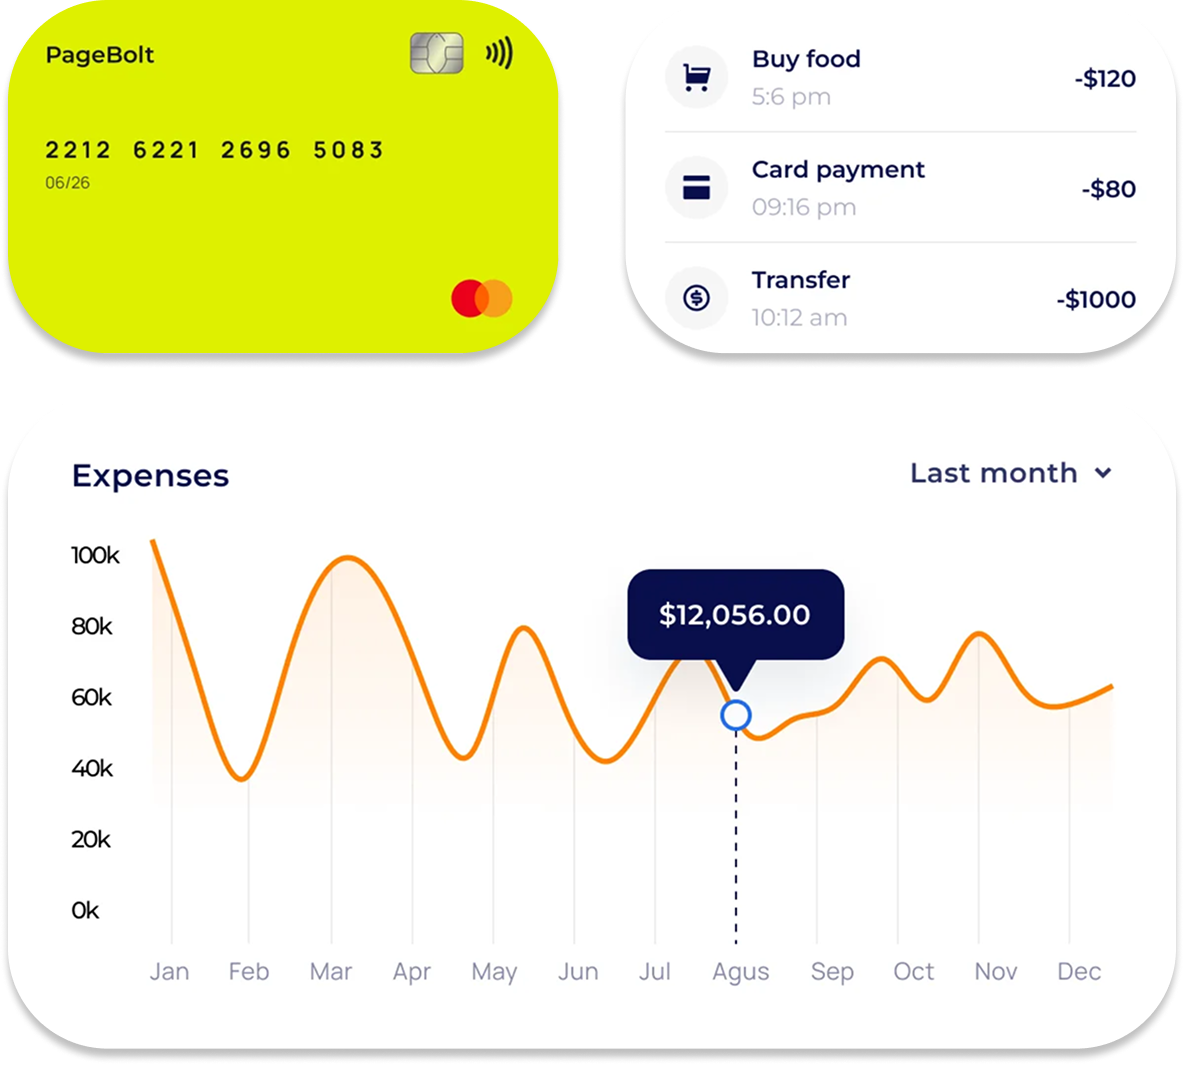 PageBolt
2212 6221 2696 5083
06/26
Buy food
5:6 pm
-$120
Card payment
09:16 pm
-$80
Transfer
10:12 am
-$1000
Expenses
Last month
100k
80k
60k
40k
20k
0k
$12,056.00
Jan Feb Mar Apr May Jun Jul Agus Sep Oct Nov Dec